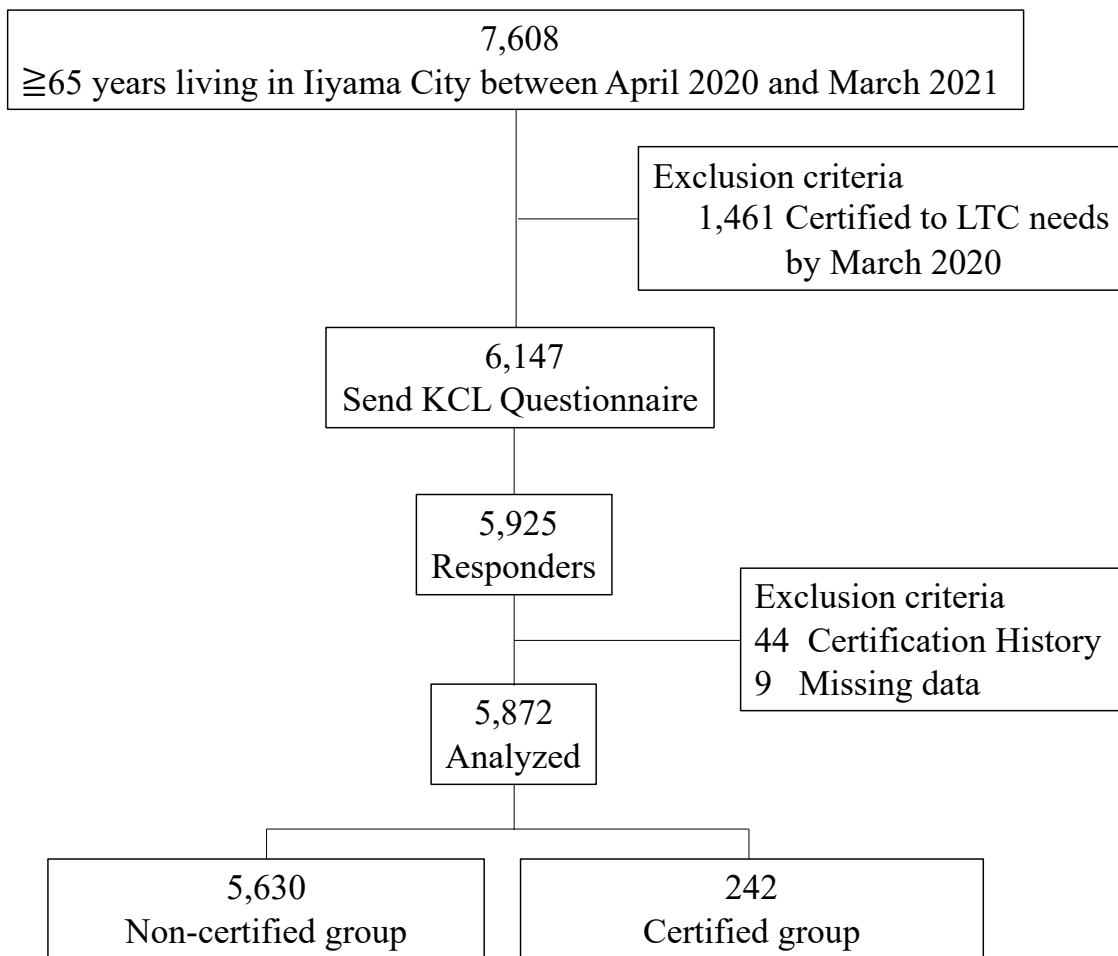 7,608
≧65 years living in Iiyama City between April 2020 and March 2021
Exclusion criteria
1,461 Certified to LTC needs
by March 2020
6,147
Send KCL Questionnaire
5,925
Responders
Exclusion criteria
44 Certification History
9 Missing data
5,872
Analyzed
5,630
Non-certified group
242
Certified group